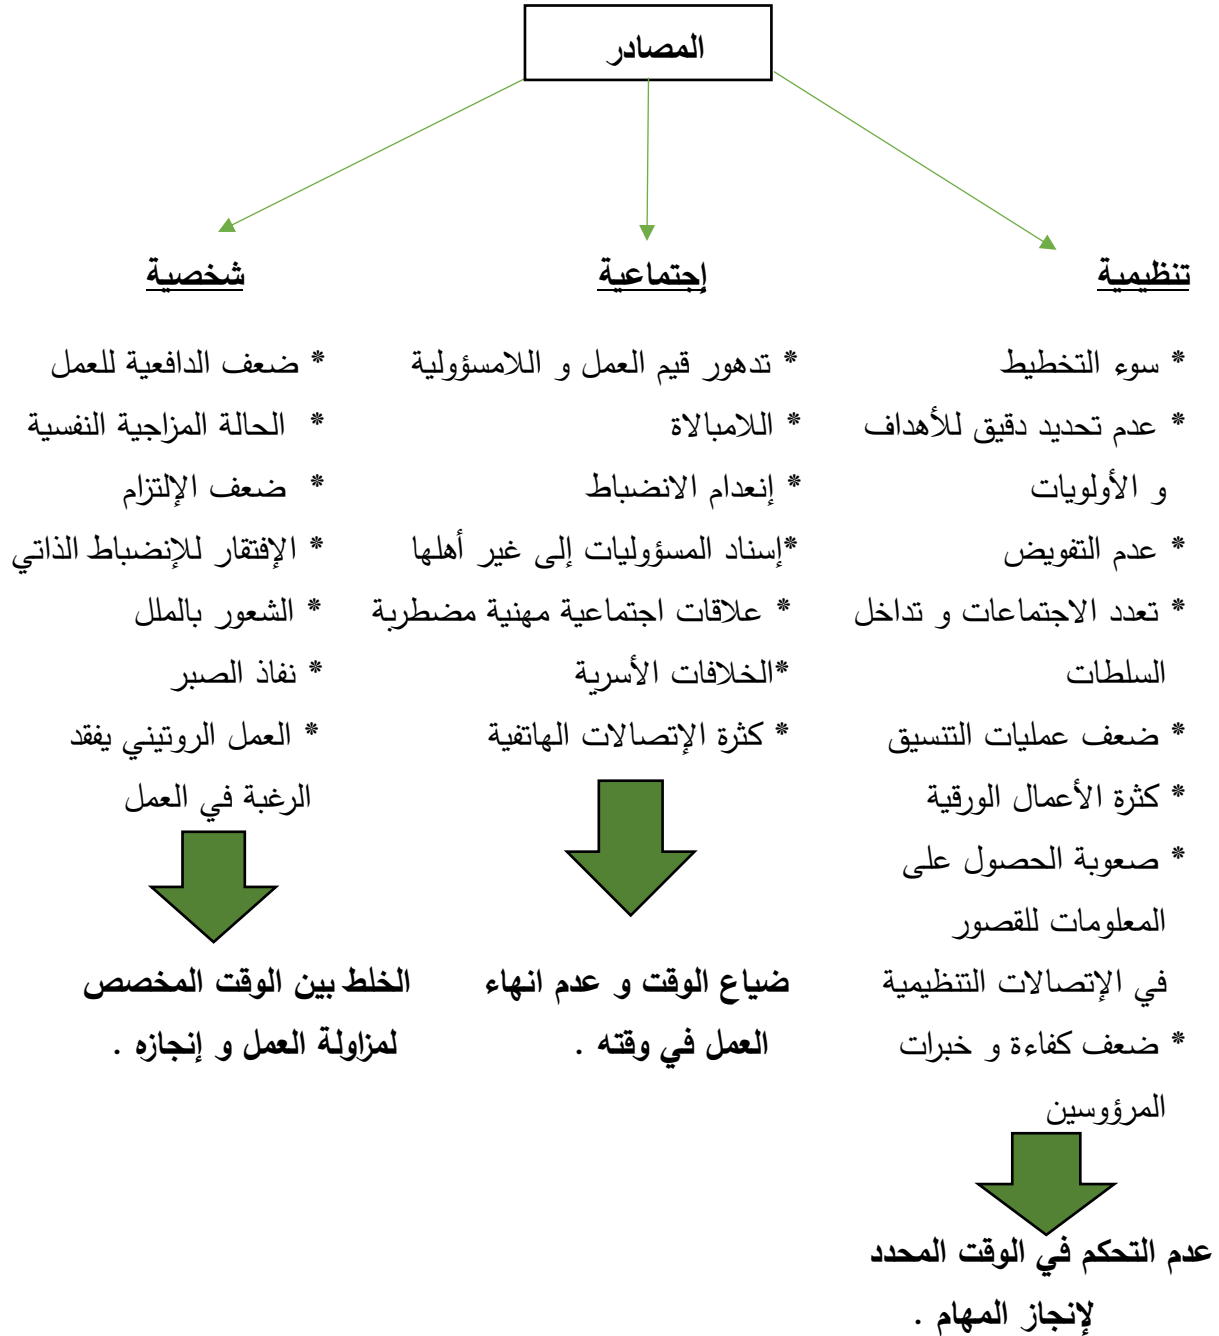 المصادر
تنظيمية
* سوء التخطيط
* عدم تحديد دقيق للأهداف
و الأولويات
* عدم التفويض
* تعدد الاجتماعات و تداخل
السلطات
* ضعف عمليات التنسيق
* كثرة الأعمال الورقية
* صعوبة الحصول على
المعلومات للقصور
في الإتصالات التنظيمية
* ضعف كفاءة و خبرات
المرؤوسين
عدم التحكم في الوقت المحدد
لإنجاز المهام .
إجتماعية
* تدهور قيم العمل و اللامسؤولية
* اللامبالاة
* إنعدام الانضباط
*إسناد المسؤوليات إلى غير أهلها
* علاقات اجتماعية مهنية مضطربة
*الخلافات الأسرية
* كثرة الإتصالات الهاتفية
ضياع الوقت و عدم انهاء
العمل في وقته .
شخصية
* ضعف الدافعية للعمل
* الحالة المزاجية النفسية
* ضعف الإلتزام
* الإفتقار للإنضباط الذاتي
* الشعور بالملل
* نفاذ الصبر
* العمل الروتيني يفقد
الرغبة في العمل
الخلط بين الوقت المخصص
لمزاولة العمل و إنجازه .